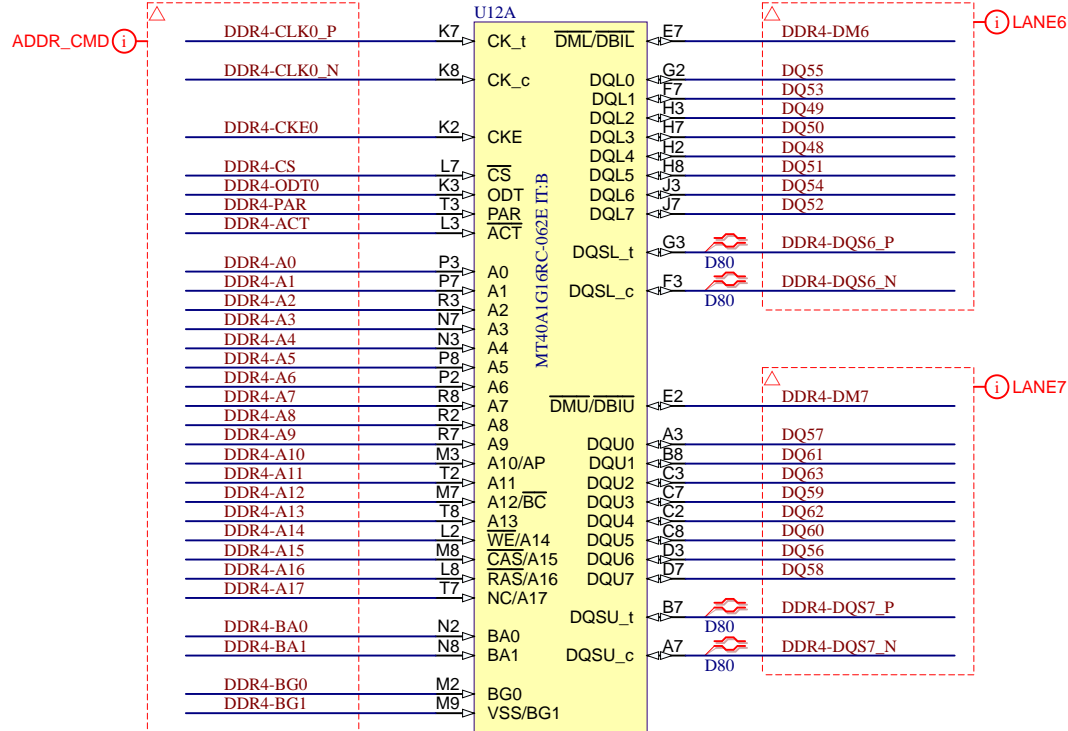 U12A
ADDR_CMD i
i LANE6
DDR4-CLK0_P K7 CK_t DML/DBIL E7 DDR4-DM6
DDR4-CLK0_N K8 CK_c DQL0 G2 DQ55
DQL1 F7 DQ53
DQL2 H3 DQ49
DDR4-CKE0 K2 CKE DQL3 H7 DQ50
DQL4 H2 DQ48
DDR4-CS L7 CS DQL5 H8 DQ51
DDR4-ODT0 K3 ODT DQL6 J3 DQ54
DDR4-PAR T3 PAR DQL7 J7 DQ52
DDR4-ACT L3 ACT
MT40A1G16RC-062E IT:B
DQSL_t G3 D80 DDR4-DQS6_P
DDR4-A0 P3 A0
DDR4-A1 P7 A1 DQSL_c F3 D80 DDR4-DQS6_N
DDR4-A2 R3 A2
DDR4-A3 N7 A3
DDR4-A4 N3 A4
DDR4-A5 P8 A5
DDR4-A6 P2 A6
i LANE7
DDR4-A7 R8 A7 DMU/DBIU E2 DDR4-DM7
DDR4-A8 R2 A8
DDR4-A9 R7 A9 DQU0 A3 DQ57
DDR4-A10 M3 A10/AP DQU1 B8 DQ61
DDR4-A11 T2 A11 DQU2 C3 DQ63
DDR4-A12 M7 A12/BC DQU3 C7 DQ59
DDR4-A13 T8 A13 DQU4 C2 DQ62
DDR4-A14 L2 WE/A14 DQU5 C8 DQ60
DDR4-A15 M8 CAS/A15 DQU6 D3 DQ56
DDR4-A16 L8 RAS/A16 DQU7 D7 DQ58
DDR4-A17 T7 NC/A17
DQSU_t B7 D80 DDR4-DQS7_P
DDR4-BA0 N2 BA0
DDR4-BA1 N8 BA1 DQSU_c A7 D80 DDR4-DQS7_N
DDR4-BG0 M2 BG0
DDR4-BG1 M9 VSS/BG1